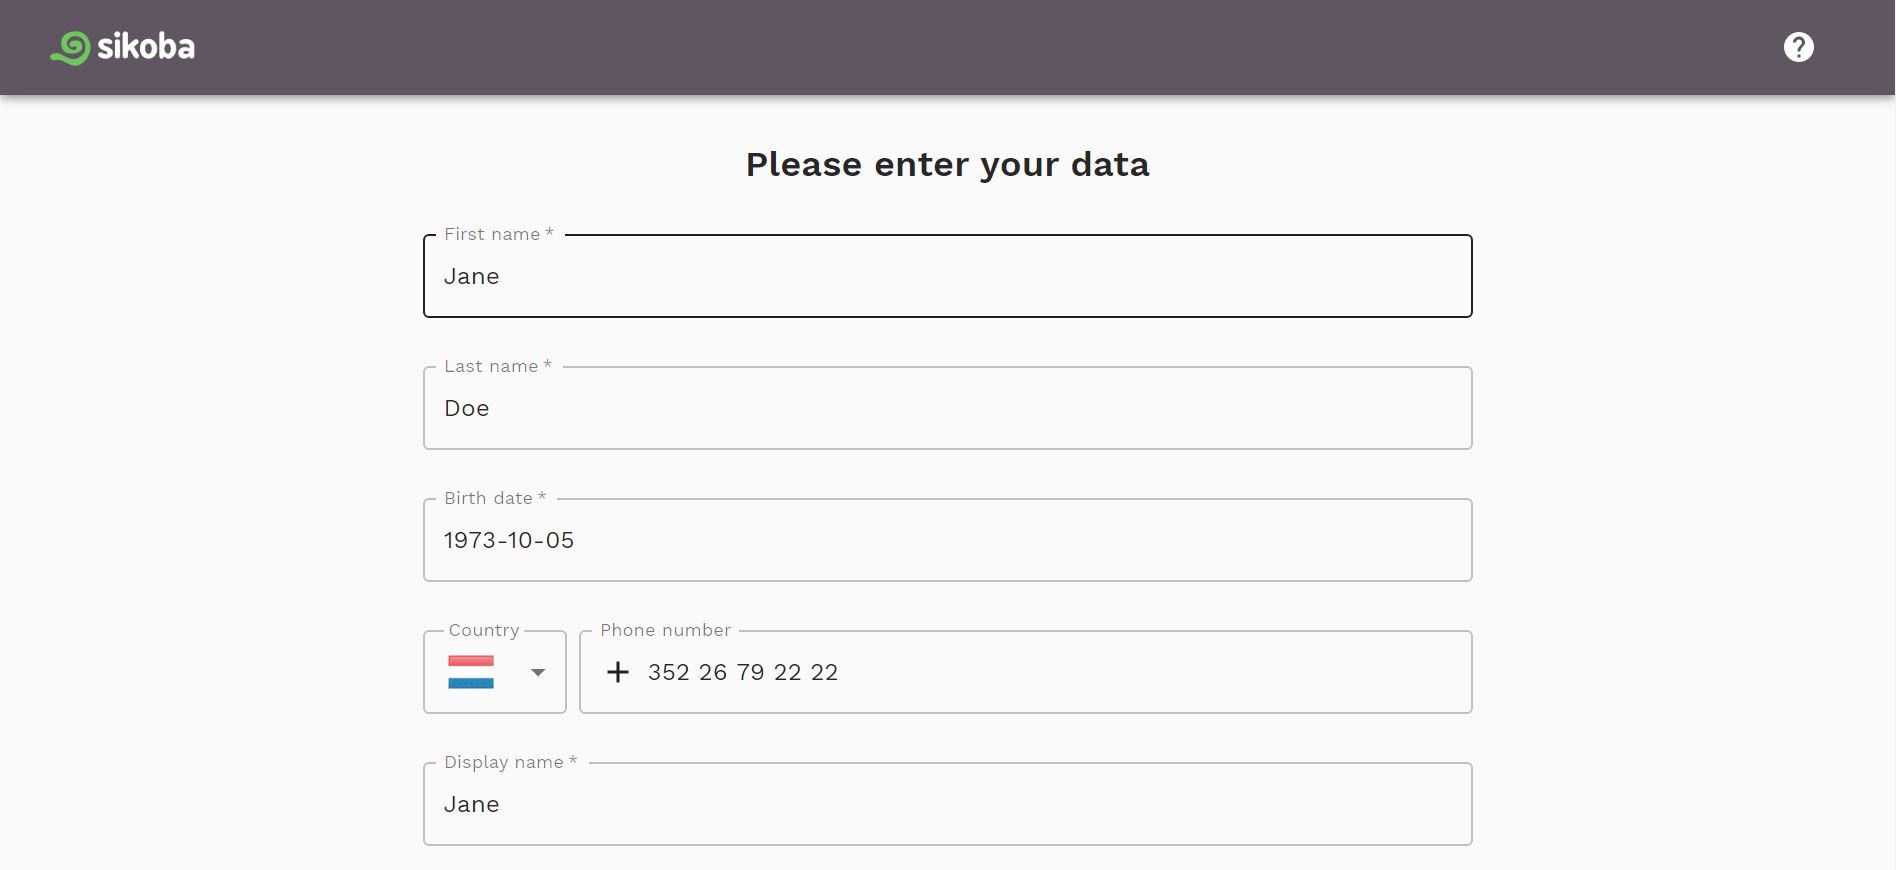 sikoba
?
Please enter your data
First name *
Jane
Last name *
Doe
Birth date *
1973-10-05
Country
Phone number
+ 352 26 79 22 22
Display name *
Jane